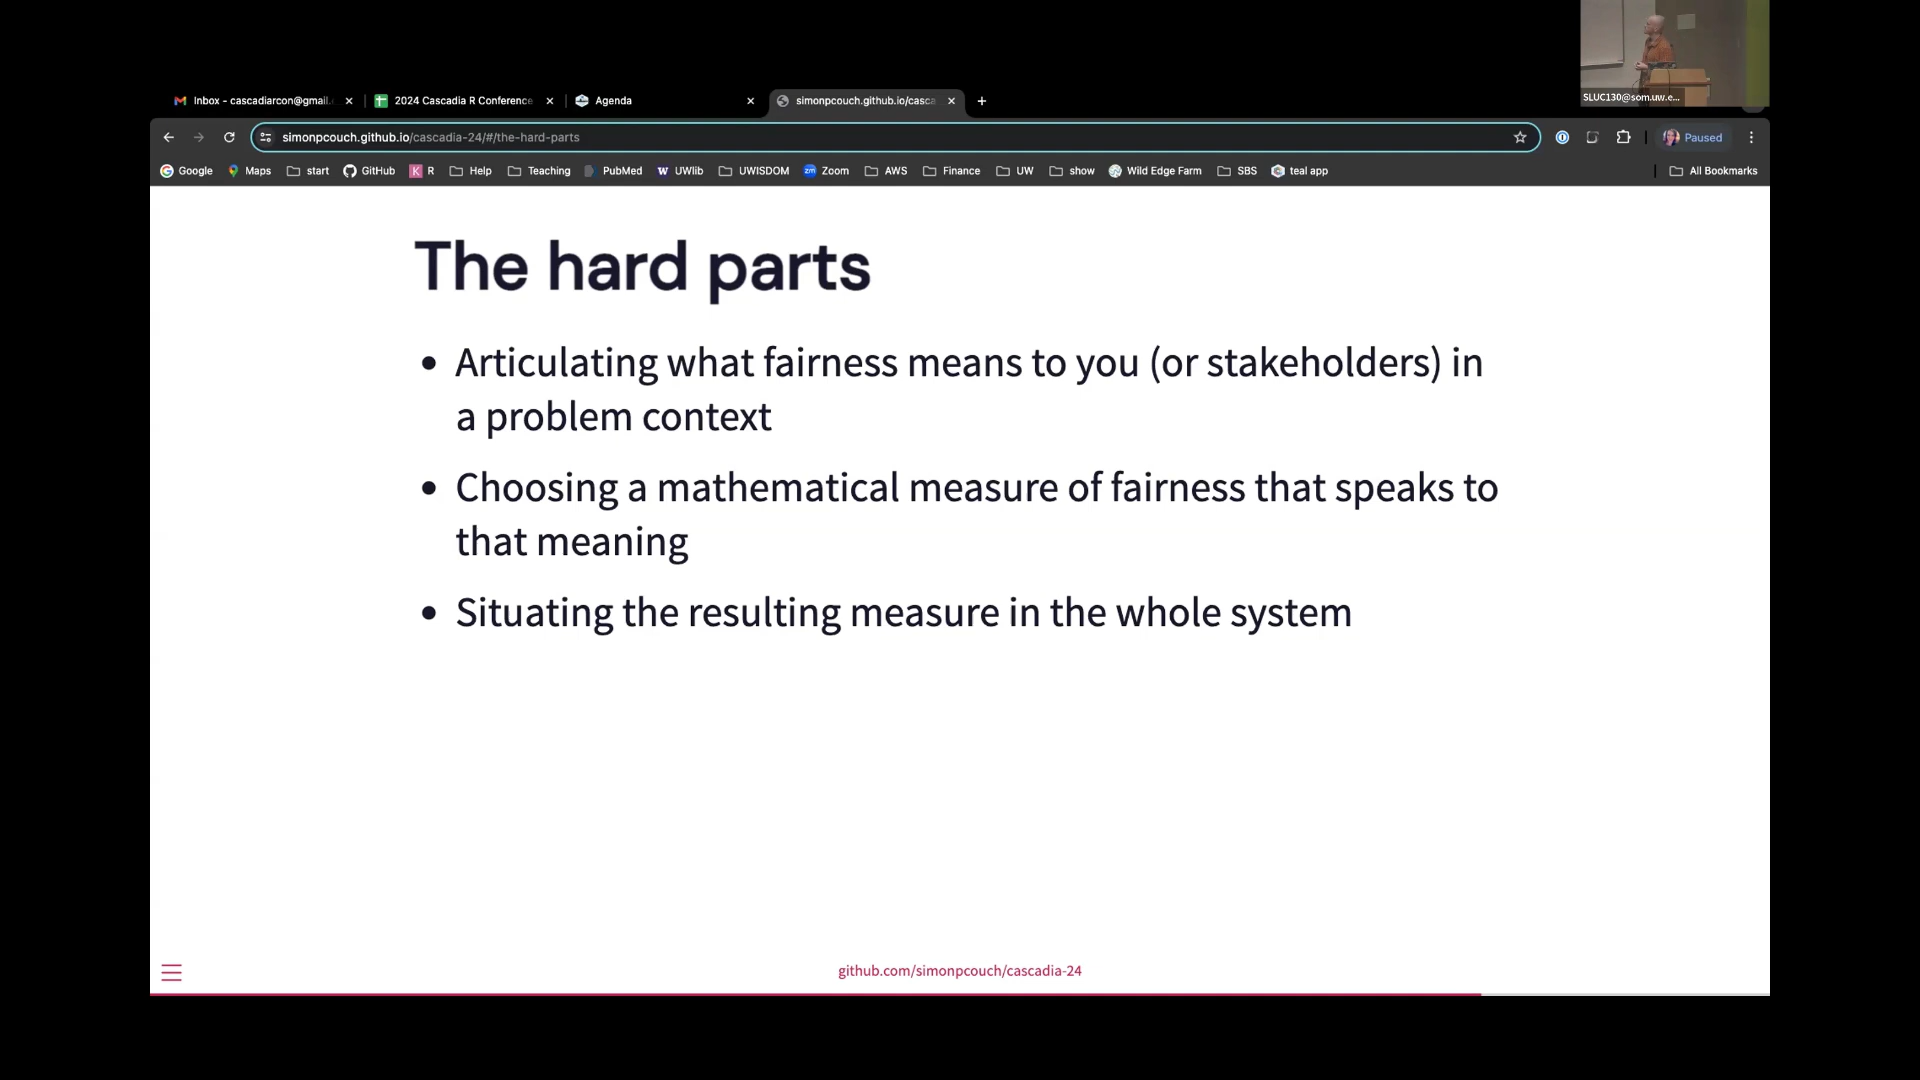 SLUC130@som.uw.e...
Inbox - cascadiarcon@gmail.
2024 Cascadia R Conference
Agenda
simonpcouch.github.io/casca
simonpcouch.github.io/cascadia-24/#/the-hard-parts
Paused
Google
Maps
start
GitHub
K R
Help
Teaching
PubMed
W UWlib
UWISDOM
zm Zoom
AWS
Finance
UW
show
Wild Edge Farm
SBS
teal app
All Bookmarks
The hard parts
• Articulating what fairness means to you (or stakeholders) in
a problem context
• Choosing a mathematical measure of fairness that speaks to
that meaning
• Situating the resulting measure in the whole system
github.com/simonpcouch/cascadia-24